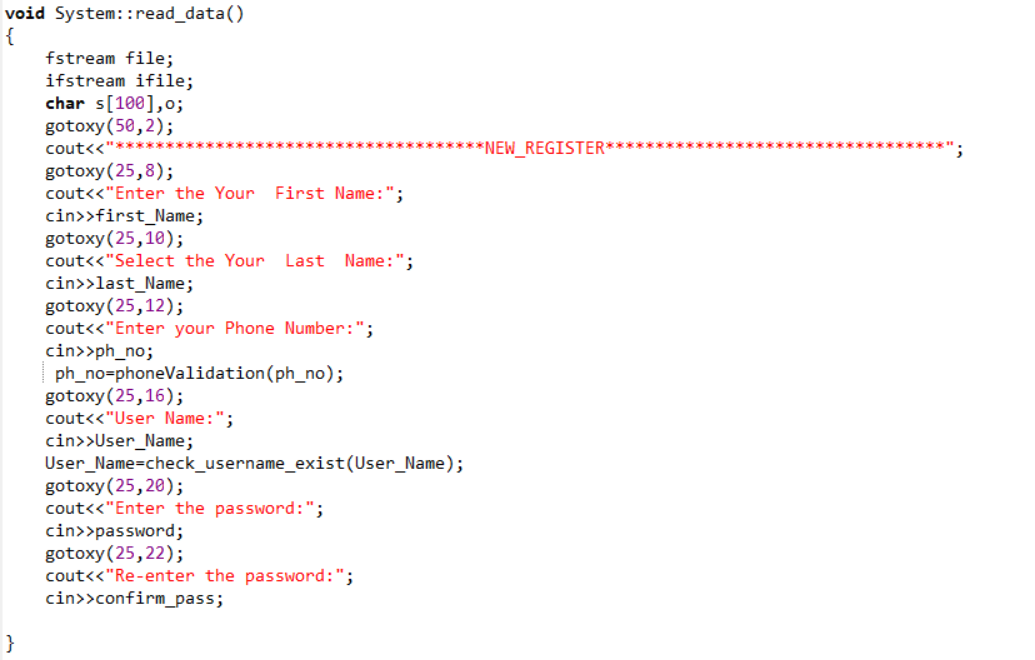 void System::read_data()
{
    fstream file;
    ifstream ifile;
    char s[100],o;
    gotoxy(50,2);
    cout<<"*************************************NEW_REGISTER**********************************";
    gotoxy(25,8);
    cout<<"Enter the Your  First Name:";
    cin>>first_Name;
    gotoxy(25,10);
    cout<<"Select the Your  Last  Name:";
    cin>>last_Name;
    gotoxy(25,12);
    cout<<"Enter your Phone Number:";
    cin>>ph_no;
     ph_no=phoneValidation(ph_no);
    gotoxy(25,16);
    cout<<"User Name:";
    cin>>User_Name;
    User_Name=check_username_exist(User_Name);
    gotoxy(25,20);
    cout<<"Enter the password:";
    cin>>password;
    gotoxy(25,22);
    cout<<"Re-enter the password:";
    cin>>confirm_pass;

}